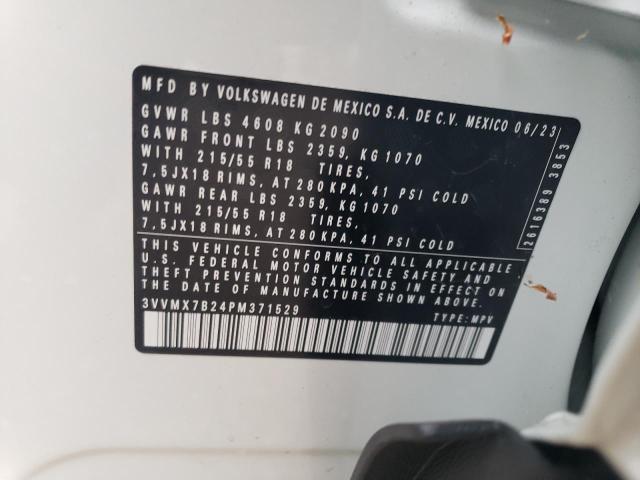 MFD BY VOLKSWAGEN DE MEXICO S.A. DE C.V. MEXICO 06/23
GVWR LBS 4608 KG 2090
GAWR FRONT LBS 2359, KG 1070
WITH 215/55 R18 TIRES,
7,5JX18 RIMS, AT 280 KPA, 41 PSI COLD
GAWR REAR LBS 2359, KG 1070
WITH 215/55 R18 TIRES,
7,5JX18 RIMS, AT 280 KPA, 41 PSI COLD
THIS VEHICLE CONFORMS TO ALL APPLICABLE
U.S. FEDERAL MOTOR VEHICLE SAFETY AND
THEFT PREVENTION STANDARDS IN EFFECT ON
THE DATE OF MANUFACTURE SHOWN ABOVE.
3VVMX7B24PM371529 TYPE: MPV
2616389 3853